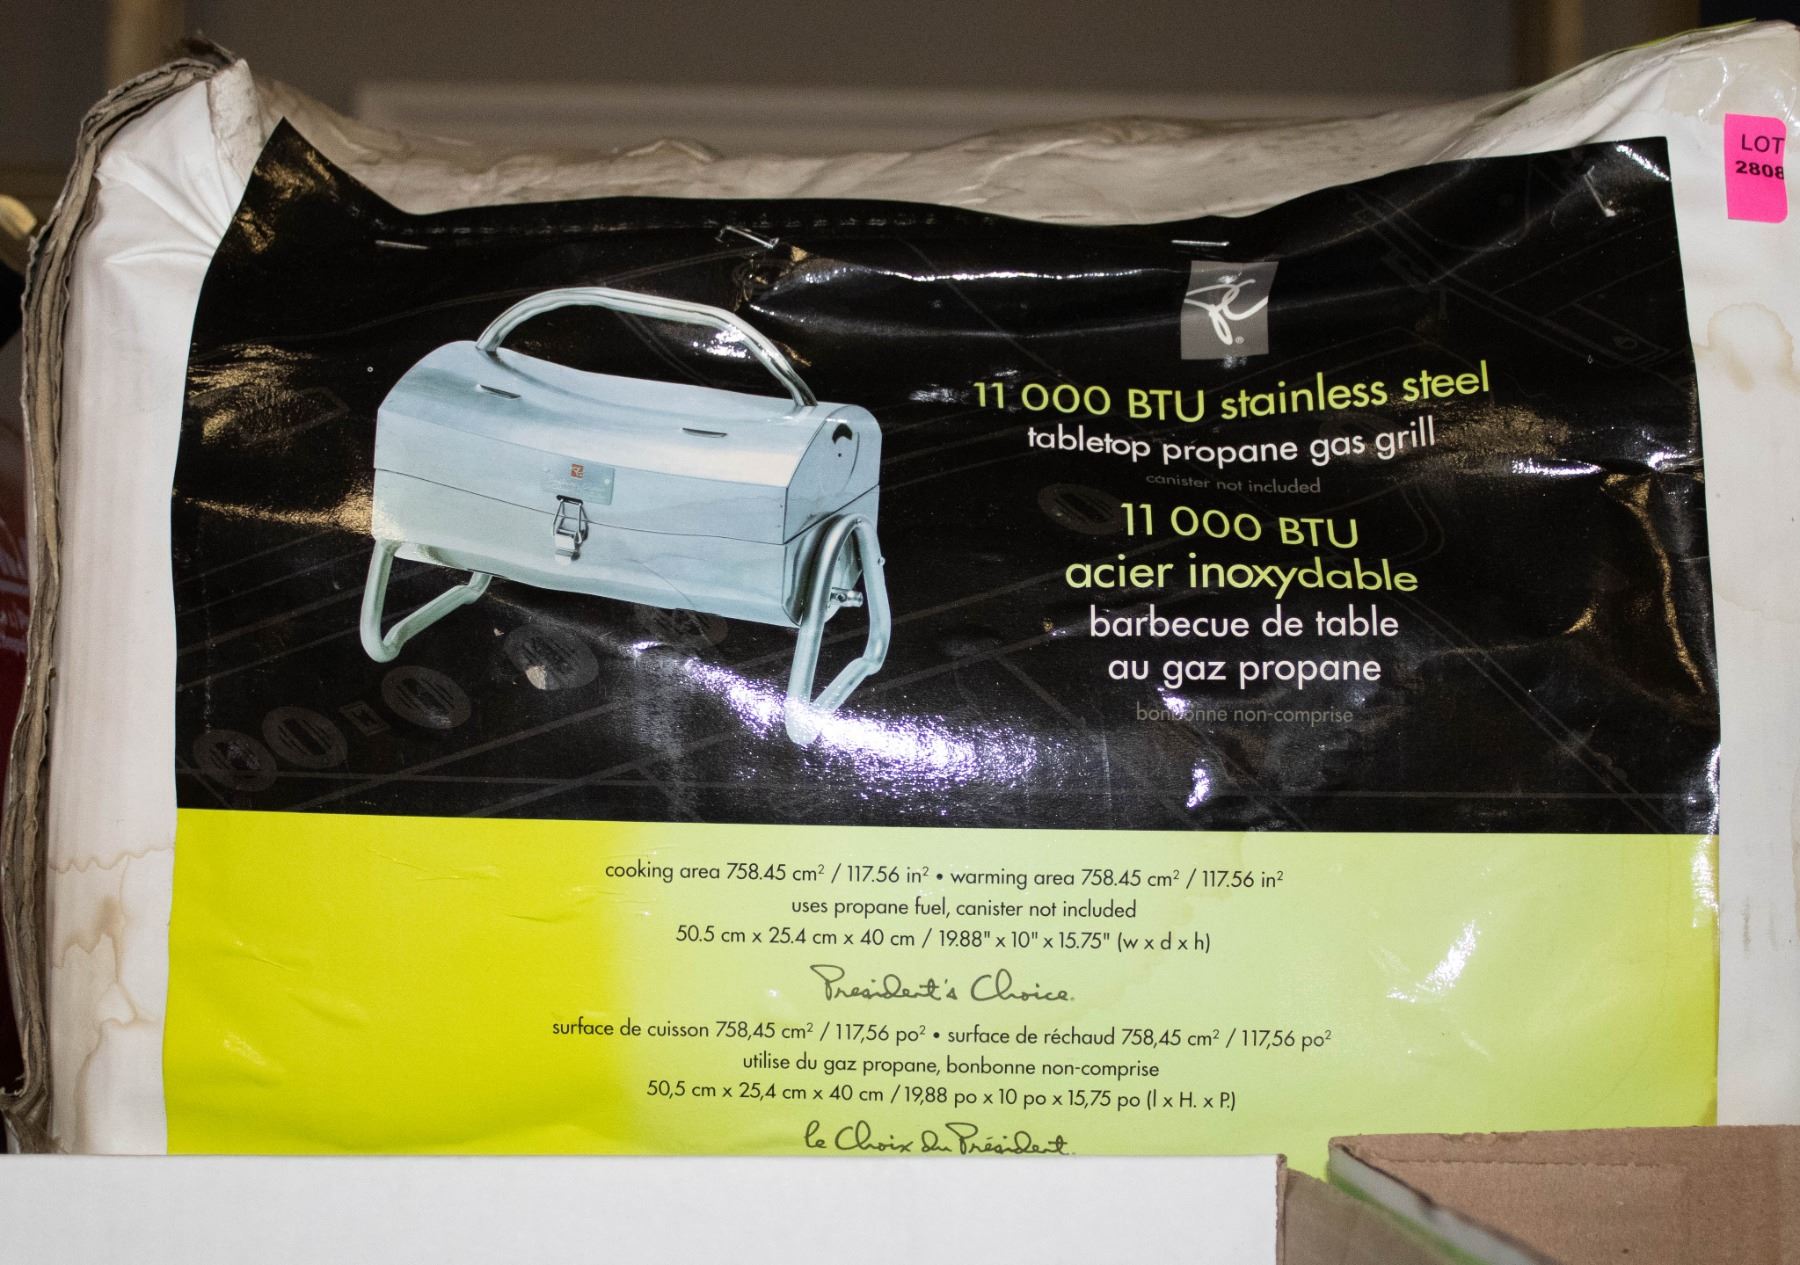 LOT
2808
PC
11 000 BTU stainless steel
tabletop propane gas grill
canister not included
11 000 BTU
acier inoxydable
barbecue de table
au gaz propane
bonbonne non-comprise
cooking area 758.45 cm² / 117.56 in² • warming area 758.45 cm² / 117.56 in²
uses propane fuel, canister not included
50.5 cm x 25.4 cm x 40 cm / 19.88" x 10" x 15.75" (w x d x h)
President's Choice.
surface de cuisson 758,45 cm² / 117,56 po² • surface de réchaud 758,45 cm² / 117,56 po²
utilise du gaz propane, bonbonne non-comprise
50,5 cm x 25,4 cm x 40 cm / 19,88 po x 10 po x 15,75 po (l x H. x P.)
le Choix du Président.